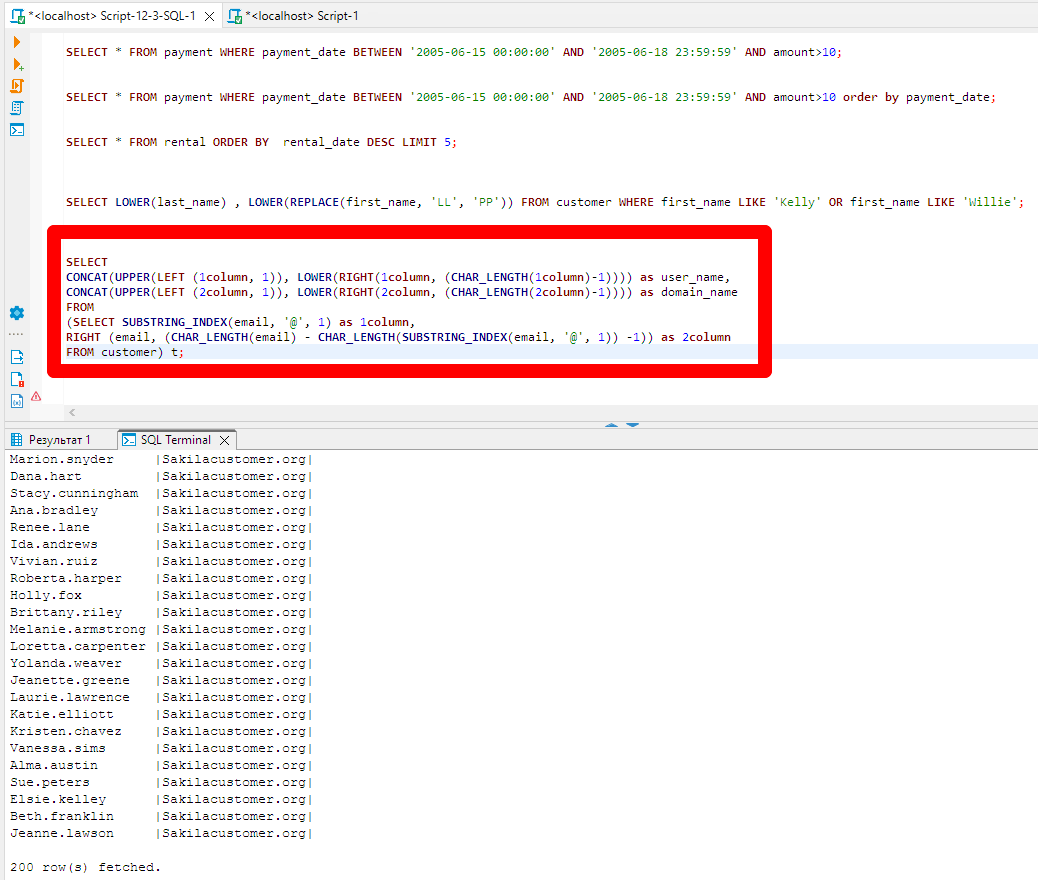 *<localhost> Script-12-3-SQL-1 *<localhost> Script-1
SELECT * FROM payment WHERE payment_date BETWEEN '2005-06-15 00:00:00' AND '2005-06-18 23:59:59' AND amount>10;
SELECT * FROM payment WHERE payment_date BETWEEN '2005-06-15 00:00:00' AND '2005-06-18 23:59:59' AND amount>10 order by payment_date;
SELECT * FROM rental ORDER BY  rental_date DESC LIMIT 5;
SELECT LOWER(last_name) , LOWER(REPLACE(first_name, 'LL', 'PP')) FROM customer WHERE first_name LIKE 'Kelly' OR first_name LIKE 'Willie';
SELECT
CONCAT(UPPER(LEFT (1column, 1)), LOWER(RIGHT(1column, (CHAR_LENGTH(1column)-1)))) as user_name,
CONCAT(UPPER(LEFT (2column, 1)), LOWER(RIGHT(2column, (CHAR_LENGTH(2column)-1)))) as domain_name
FROM
(SELECT SUBSTRING_INDEX(email, '@', 1) as 1column,
RIGHT (email, (CHAR_LENGTH(email) - CHAR_LENGTH(SUBSTRING_INDEX(email, '@', 1)) -1)) as 2column
FROM customer) t;
Результат 1 SQL Terminal
Marion.snyder |Sakilacustomer.org|
Dana.hart |Sakilacustomer.org|
Stacy.cunningham |Sakilacustomer.org|
Ana.bradley |Sakilacustomer.org|
Renee.lane |Sakilacustomer.org|
Ida.andrews |Sakilacustomer.org|
Vivian.ruiz |Sakilacustomer.org|
Roberta.harper |Sakilacustomer.org|
Holly.fox |Sakilacustomer.org|
Brittany.riley |Sakilacustomer.org|
Melanie.armstrong |Sakilacustomer.org|
Loretta.carpenter |Sakilacustomer.org|
Yolanda.weaver |Sakilacustomer.org|
Jeanette.greene |Sakilacustomer.org|
Laurie.lawrence |Sakilacustomer.org|
Katie.elliott |Sakilacustomer.org|
Kristen.chavez |Sakilacustomer.org|
Vanessa.sims |Sakilacustomer.org|
Alma.austin |Sakilacustomer.org|
Sue.peters |Sakilacustomer.org|
Elsie.kelley |Sakilacustomer.org|
Beth.franklin |Sakilacustomer.org|
Jeanne.lawson |Sakilacustomer.org|
200 row(s) fetched.